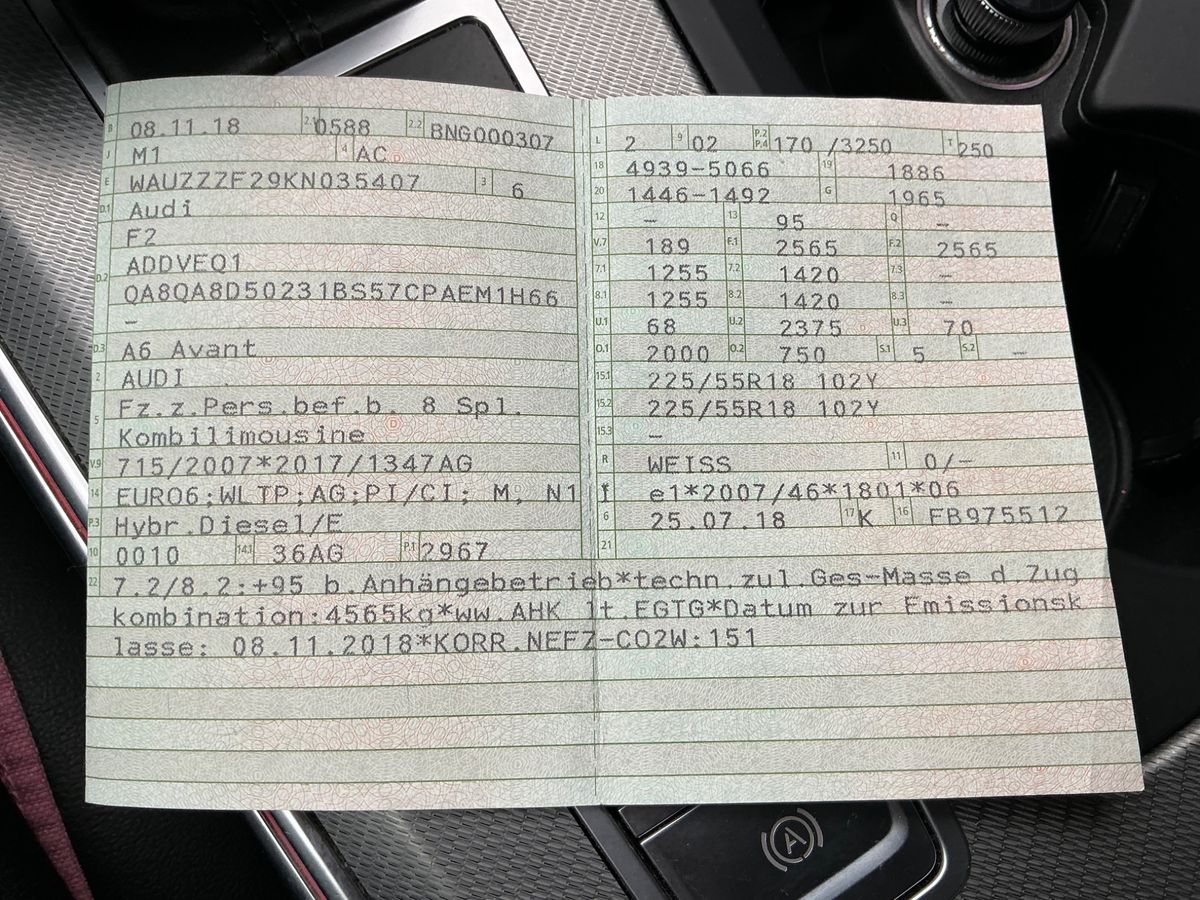 B 08.11.18 2.1 0588 2.2 BNG000307
J M1 4 AC
E WAUZZZF29KN035407 3 6
D.1 Audi
F2
D.2 ADDVEQ1
QA8QA8D50231BS57CPAEM1H66
–
D.3 A6 Avant
2 AUDI
5 Fz.z.Pers.bef.b. 8 Spl.
Kombilimousine
V.9 715/2007*2017/1347AG
14 EURO6;WLTP;AG;PI/CI; M, N1 I
P.3 Hybr.Diesel/E
10 0010 14.1 36AG P.1 2967
L 2 9 02 P.2 P.4 170 /3250 T 250
18 4939-5066 19 1886
20 1446-1492 G 1965
12 – 13 95 Q –
V.7 189 F.1 2565 F.2 2565
7.1 1255 7.2 1420 7.3 –
8.1 1255 8.2 1420 8.3 –
U.1 68 U.2 2375 U.3 70
O.1 2000 O.2 750 S.1 5 S.2 –
15.1 225/55R18 102Y
15.2 225/55R18 102Y
15.3 –
R WEISS 11 0/–
e1*2007/46*1801*06
6 25.07.18 17 K 16 FB975512
21
22 7.2/8.2:+95 b.Anhängebetrieb*techn.zul.Ges-Masse d.Zug
kombination:4565kg*ww.AHK lt.EGTG*Datum zur Emissionsk
lasse: 08.11.2018*KORR.NEFZ-CO2W:151
A